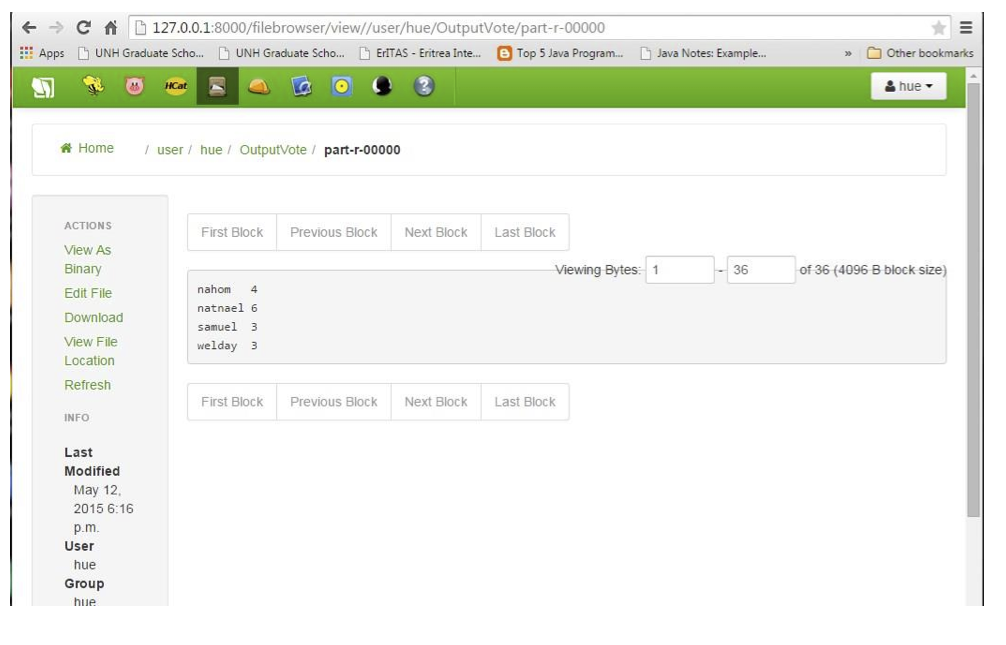 127.0.0.1:8000/filebrowser/view//user/hue/OutputVote/part-r-00000
Apps UNH Graduate Scho... UNH Graduate Scho... ErITAS - Eritrea Inte... Top 5 Java Program... Java Notes: Example... » Other bookmarks
HCat ? hue
Home / user / hue / OutputVote / part-r-00000
ACTIONS
View As
Binary
Edit File
Download
View File
Location
Refresh
INFO
Last
Modified
May 12,
2015 6:16
p.m.
User
hue
Group
hue
First Block Previous Block Next Block Last Block
Viewing Bytes: 1 - 36 of 36 (4096 B block size)
nahom 4
natnael 6
samuel 3
welday 3
First Block Previous Block Next Block Last Block